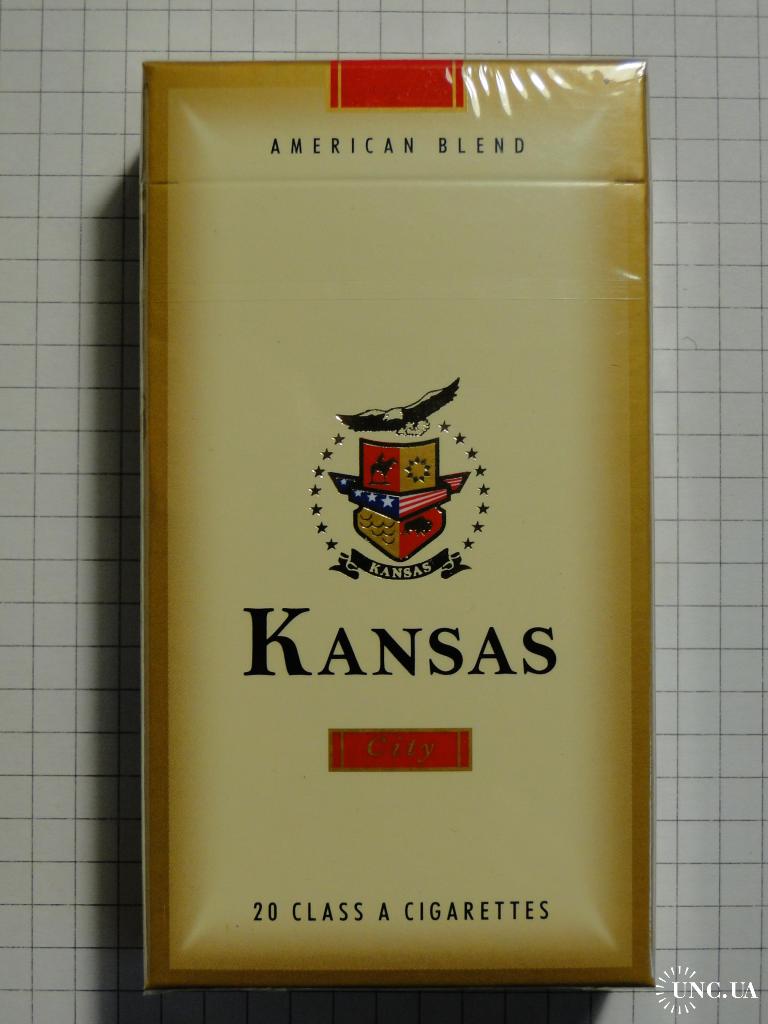 AMERICAN BLEND
KANSAS
KANSAS
City
20 CLASS A CIGARETTES
UNC.UA